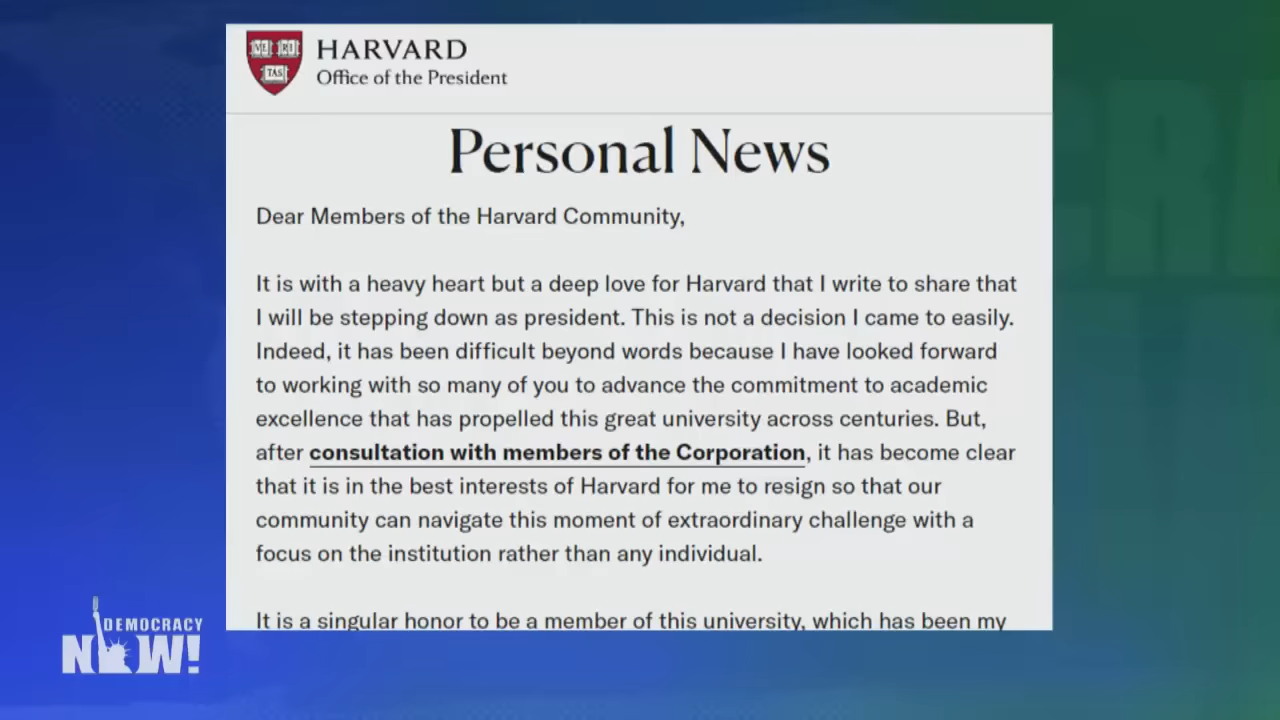 VE RI
TAS
HARVARD
Office of the President
Personal News
Dear Members of the Harvard Community,
It is with a heavy heart but a deep love for Harvard that I write to share that
I will be stepping down as president. This is not a decision I came to easily.
Indeed, it has been difficult beyond words because I have looked forward
to working with so many of you to advance the commitment to academic
excellence that has propelled this great university across centuries. But,
after consultation with members of the Corporation, it has become clear
that it is in the best interests of Harvard for me to resign so that our
community can navigate this moment of extraordinary challenge with a
focus on the institution rather than any individual.
It is a singular honor to be a member of this university, which has been my
DEMOCRACY
NOW!